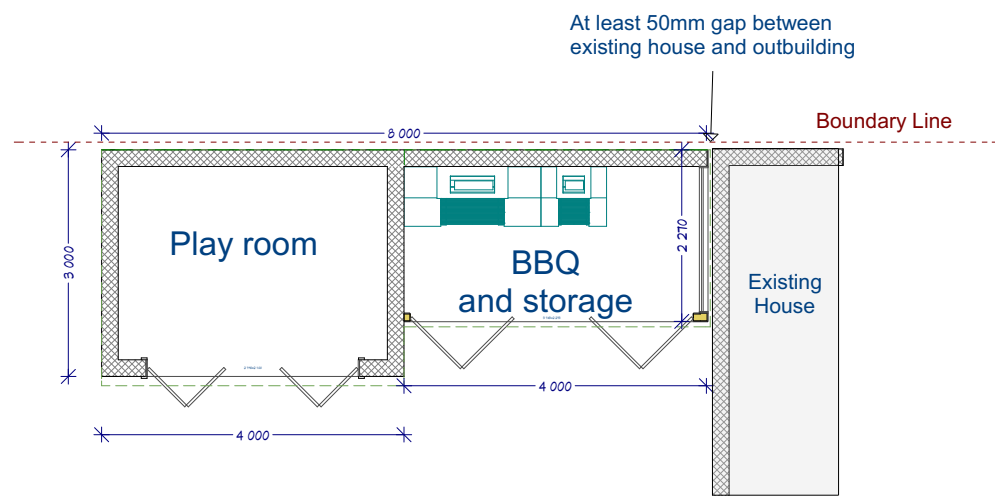 At least 50mm gap between
existing house and outbuilding
Boundary Line
8 000
3 000
Play room
BBQ
and storage
2 270
Existing
House
4 000
4 000